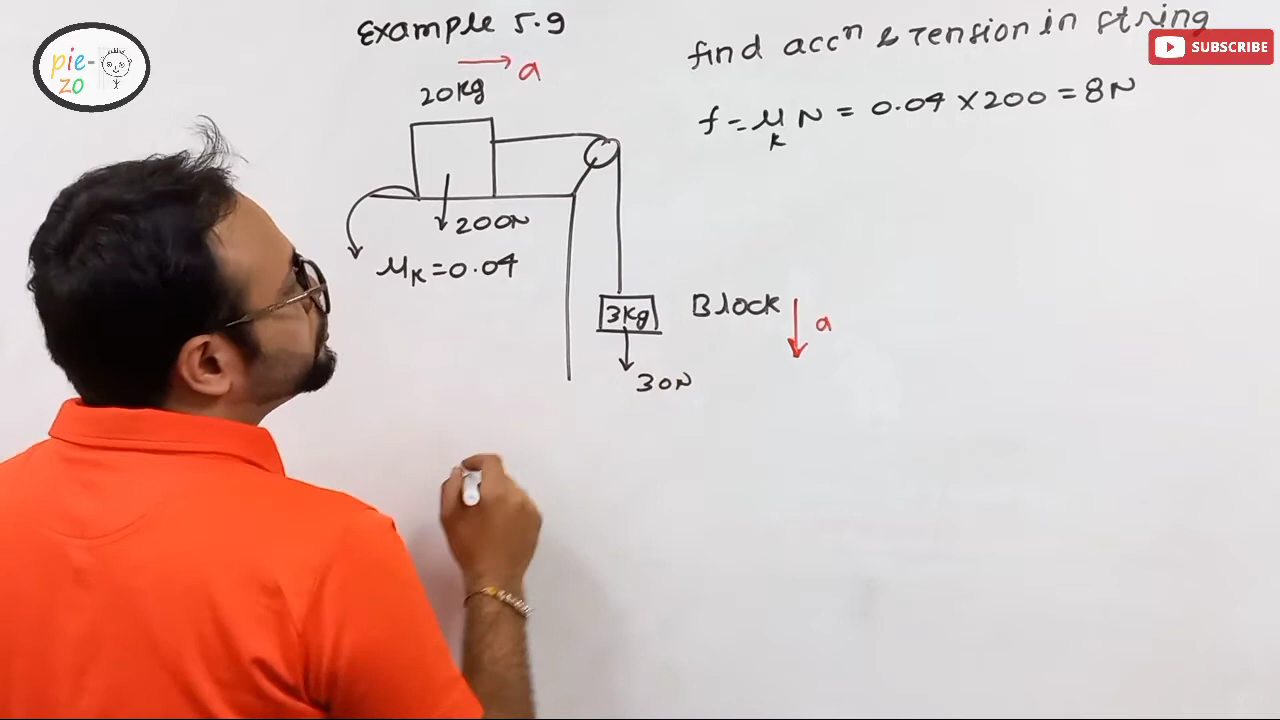 pie-
zo
Example 5.9
find accⁿ & Tension in string
SUBSCRIBE
a
20kg
f = μₖ N = 0.04 × 200 = 8N
200N
μₖ = 0.04
3kg
Block
a
30N